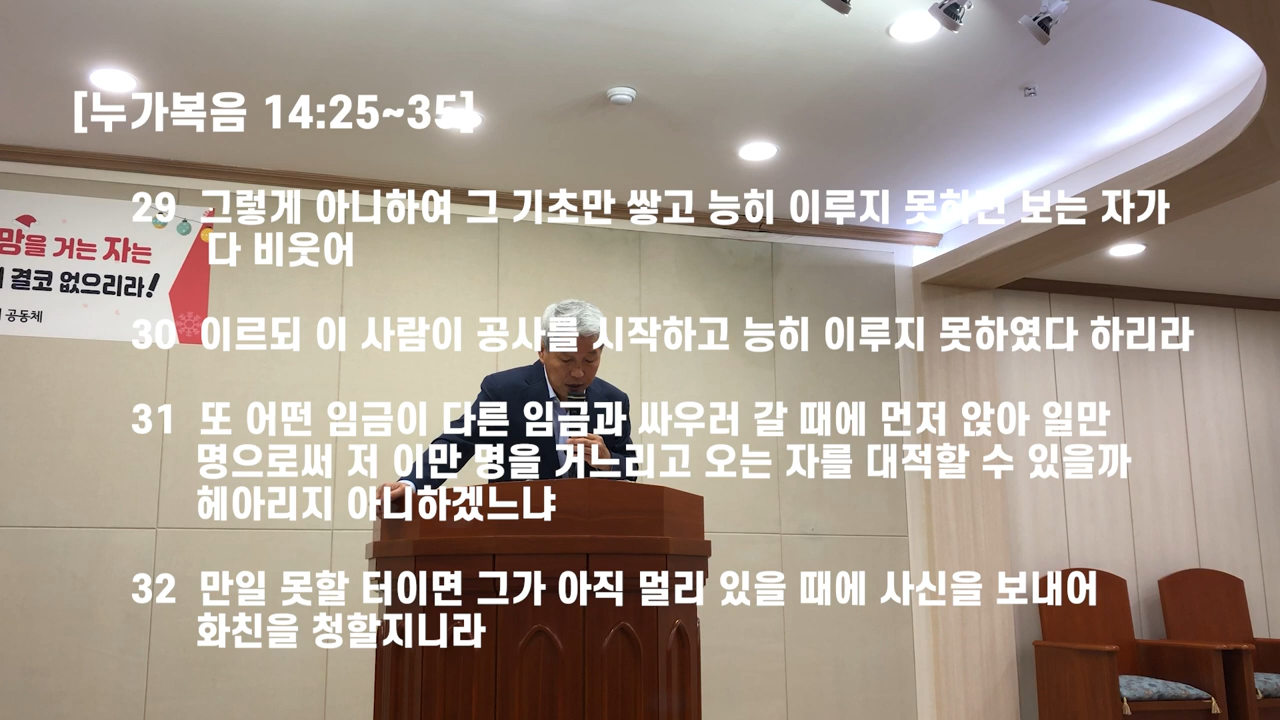 [누가복음 14:25~35]
29 그렇게 아니하여 그 기초만 쌓고 능히 이루지 못하면 보는 자가
다 비웃어
망을 거는 자는
결코 없으리라!
공동체
30 이르되 이 사람이 공사를 시작하고 능히 이루지 못하였다 하리라
31 또 어떤 임금이 다른 임금과 싸우러 갈 때에 먼저 앉아 일만
명으로써 저 이만 명을 거느리고 오는 자를 대적할 수 있을까
헤아리지 아니하겠느냐
32 만일 못할 터이면 그가 아직 멀리 있을 때에 사신을 보내어
화친을 청할지니라